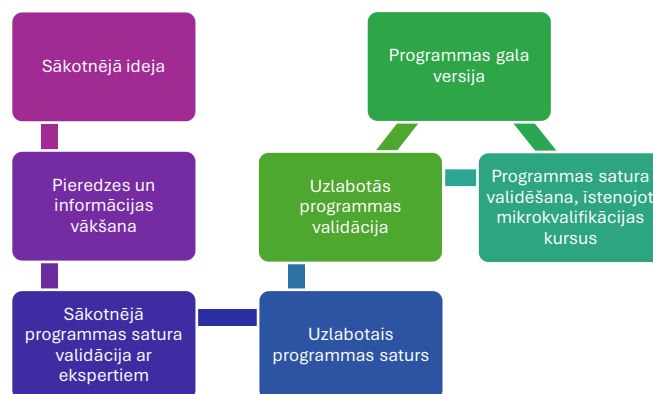 Sākotnējā ideja
Pieredzes un
informācijas
vākšana
Sākotnējā
programmas satura
validācija ar
ekspertiem
Uzlabotais
programmas saturs
Uzlabotās
programmas
validācija
Programmas satura
validēšana, īstenojot
mikrokvalifikācijas
kursus
Programmas gala
versija